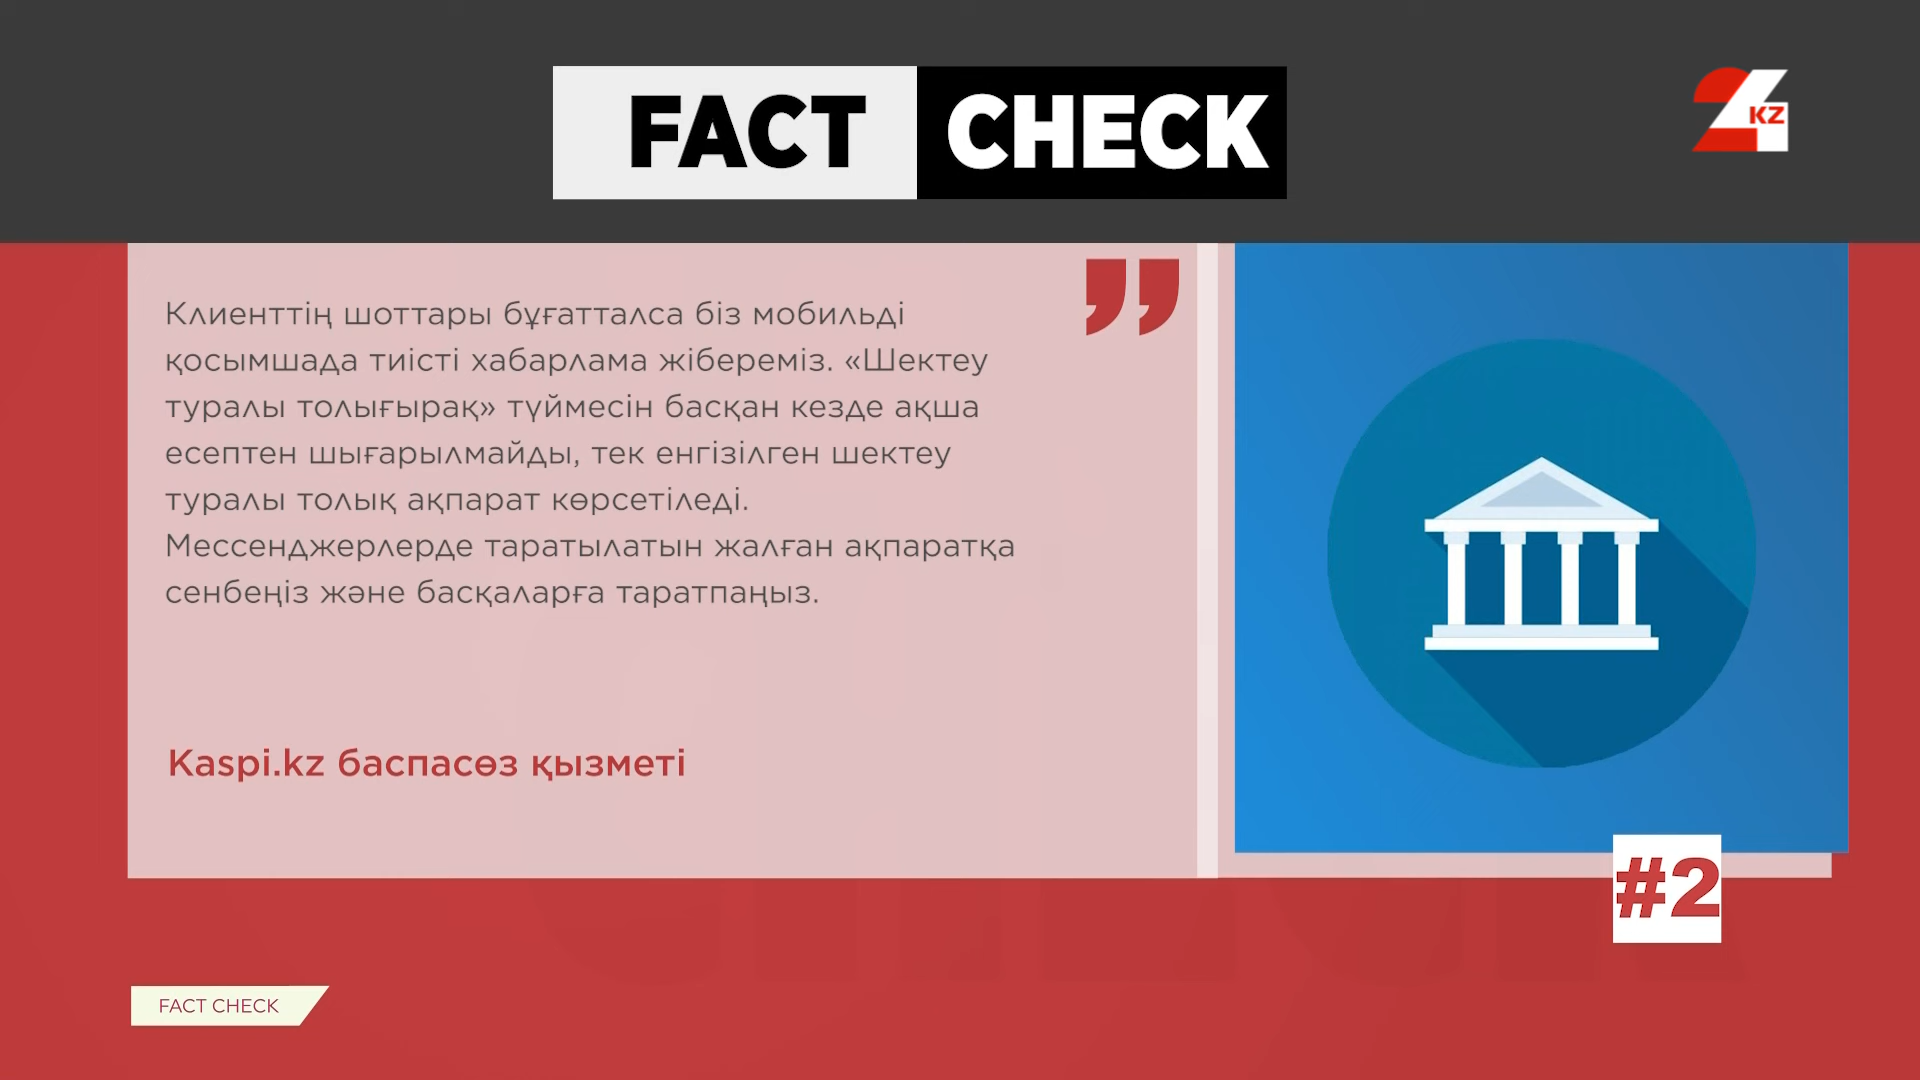 FACT CHECK
24 KZ
Клиенттің шоттары бұғатталса біз мобильді
қосымшада тиісті хабарлама жібереміз. «Шектеу
туралы толығырақ» түймесін басқан кезде ақша
есептен шығарылмайды, тек енгізілген шектеу
туралы толық ақпарат көрсетіледі.
Мессенджерлерде таратылатын жалған ақпаратқа
сенбеңіз және басқаларға таратпаңыз.
Kaspi.kz баспасөз қызметі
#2
FACT CHECK